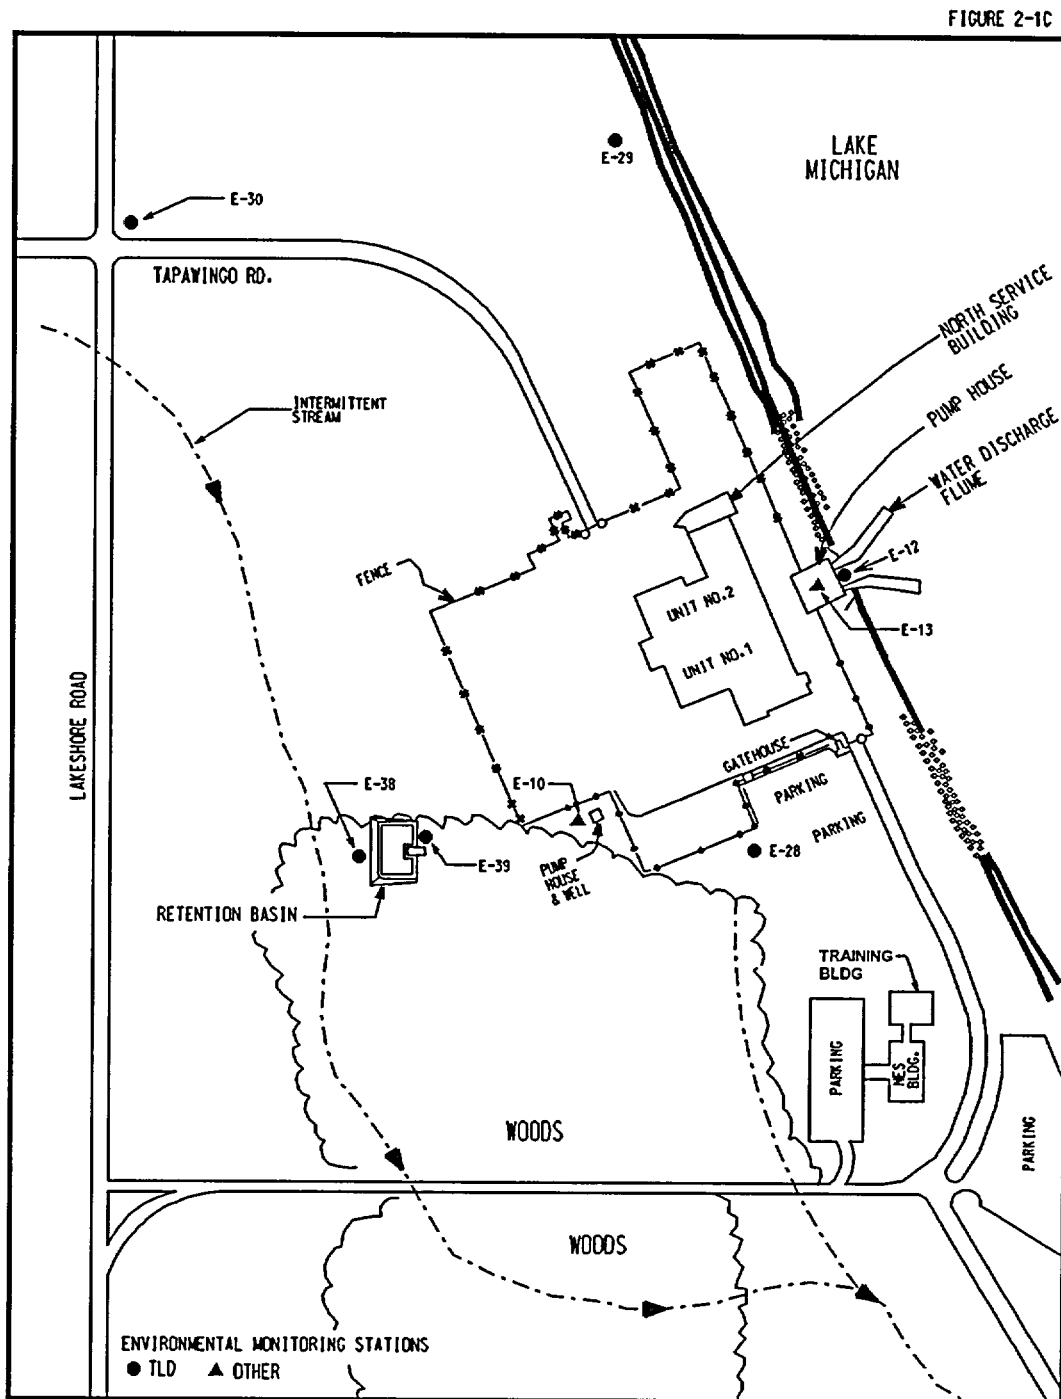 FIGURE 2-1C
LAKE
MICHIGAN
E-29
E-30
TAPAWINGO RD.
NORTH SERVICE
BUILDING
PUMP HOUSE
WATER DISCHARGE
FLUME
INTERMITTENT
STREAM
E-12
FENCE
UNIT NO.2
E-13
UNIT NO.1
LAKESHORE ROAD
GATEHOUSE
E-38
E-10
PARKING
PARKING
E-28
E-39
PUMP
HOUSE
& WELL
RETENTION BASIN
TRAINING
BLDG
PARKING
NES
BLDG.
WOODS
PARKING
WOODS
ENVIRONMENTAL MONITORING STATIONS
TLD
OTHER